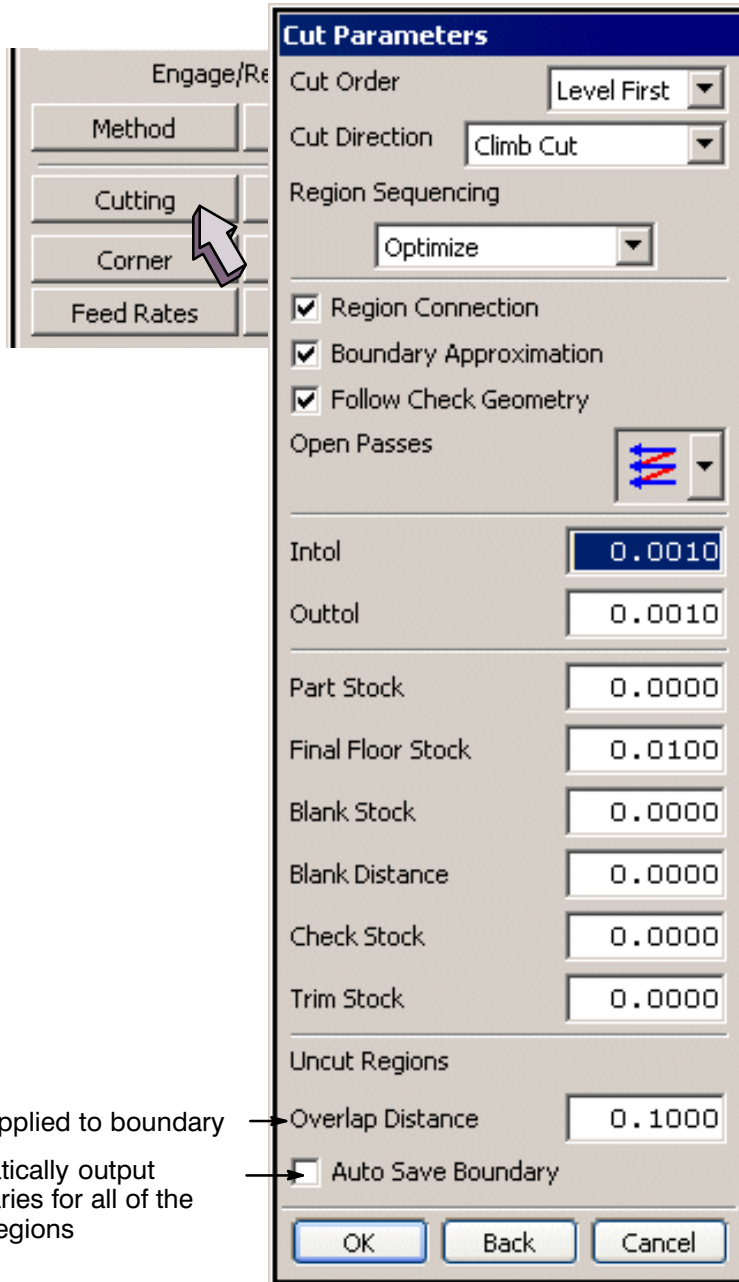 Engage/Re
Method
Cutting
Corner
Feed Rates
Cut Parameters
Cut Order Level First
Cut Direction Climb Cut
Region Sequencing
Optimize
Region Connection
Boundary Approximation
Follow Check Geometry
Open Passes
Intol 0.0010
Outtol 0.0010
Part Stock 0.0000
Final Floor Stock 0.0100
Blank Stock 0.0000
Blank Distance 0.0000
Check Stock 0.0000
Trim Stock 0.0000
Uncut Regions
pplied to boundary
Overlap Distance 0.1000
atically output
ries for all of the
egions
Auto Save Boundary
OK Back Cancel